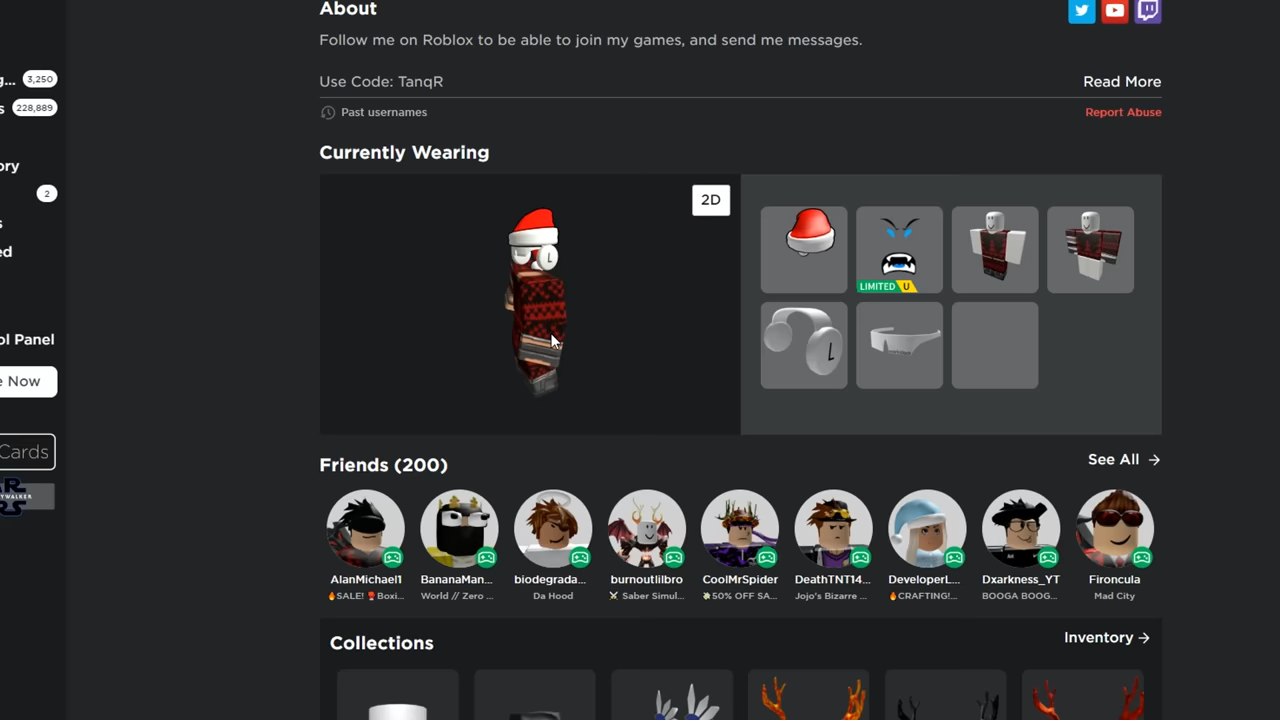 About
Follow me on Roblox to be able to join my games, and send me messages.
g... 3,250
Use Code: TanqR
Read More
s 228,889
Past usernames
Report Abuse
Currently Wearing
ory
2
2D
s
ed
L
LIMITED U
ol Panel
L
e Now
Cards
Friends (200)
See All
YWALKER
AlanMichael1
BananaMan...
biodegrada...
burnoutlilbro
CoolMrSpider
DeathTNT14...
DeveloperL...
Dxarkness_YT
Fironcula
SALE! Boxi...
World // Zero ...
Da Hood
Saber Simul...
50% OFF SA...
Jojo's Bizarre ...
CRAFTING!...
BOOGA BOOG...
Mad City
Collections
Inventory